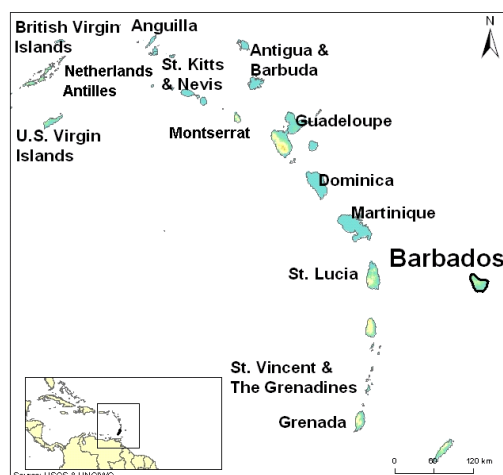 British Virgin
Islands
Anguilla
N
Netherlands
Antilles
St. Kitts
& Nevis
Antigua &
Barbuda
U.S. Virgin
Islands
Montserrat
Guadeloupe
Dominica
Martinique
Barbados
St. Lucia
St. Vincent &
The Grenadines
Grenada
0 60 120 km